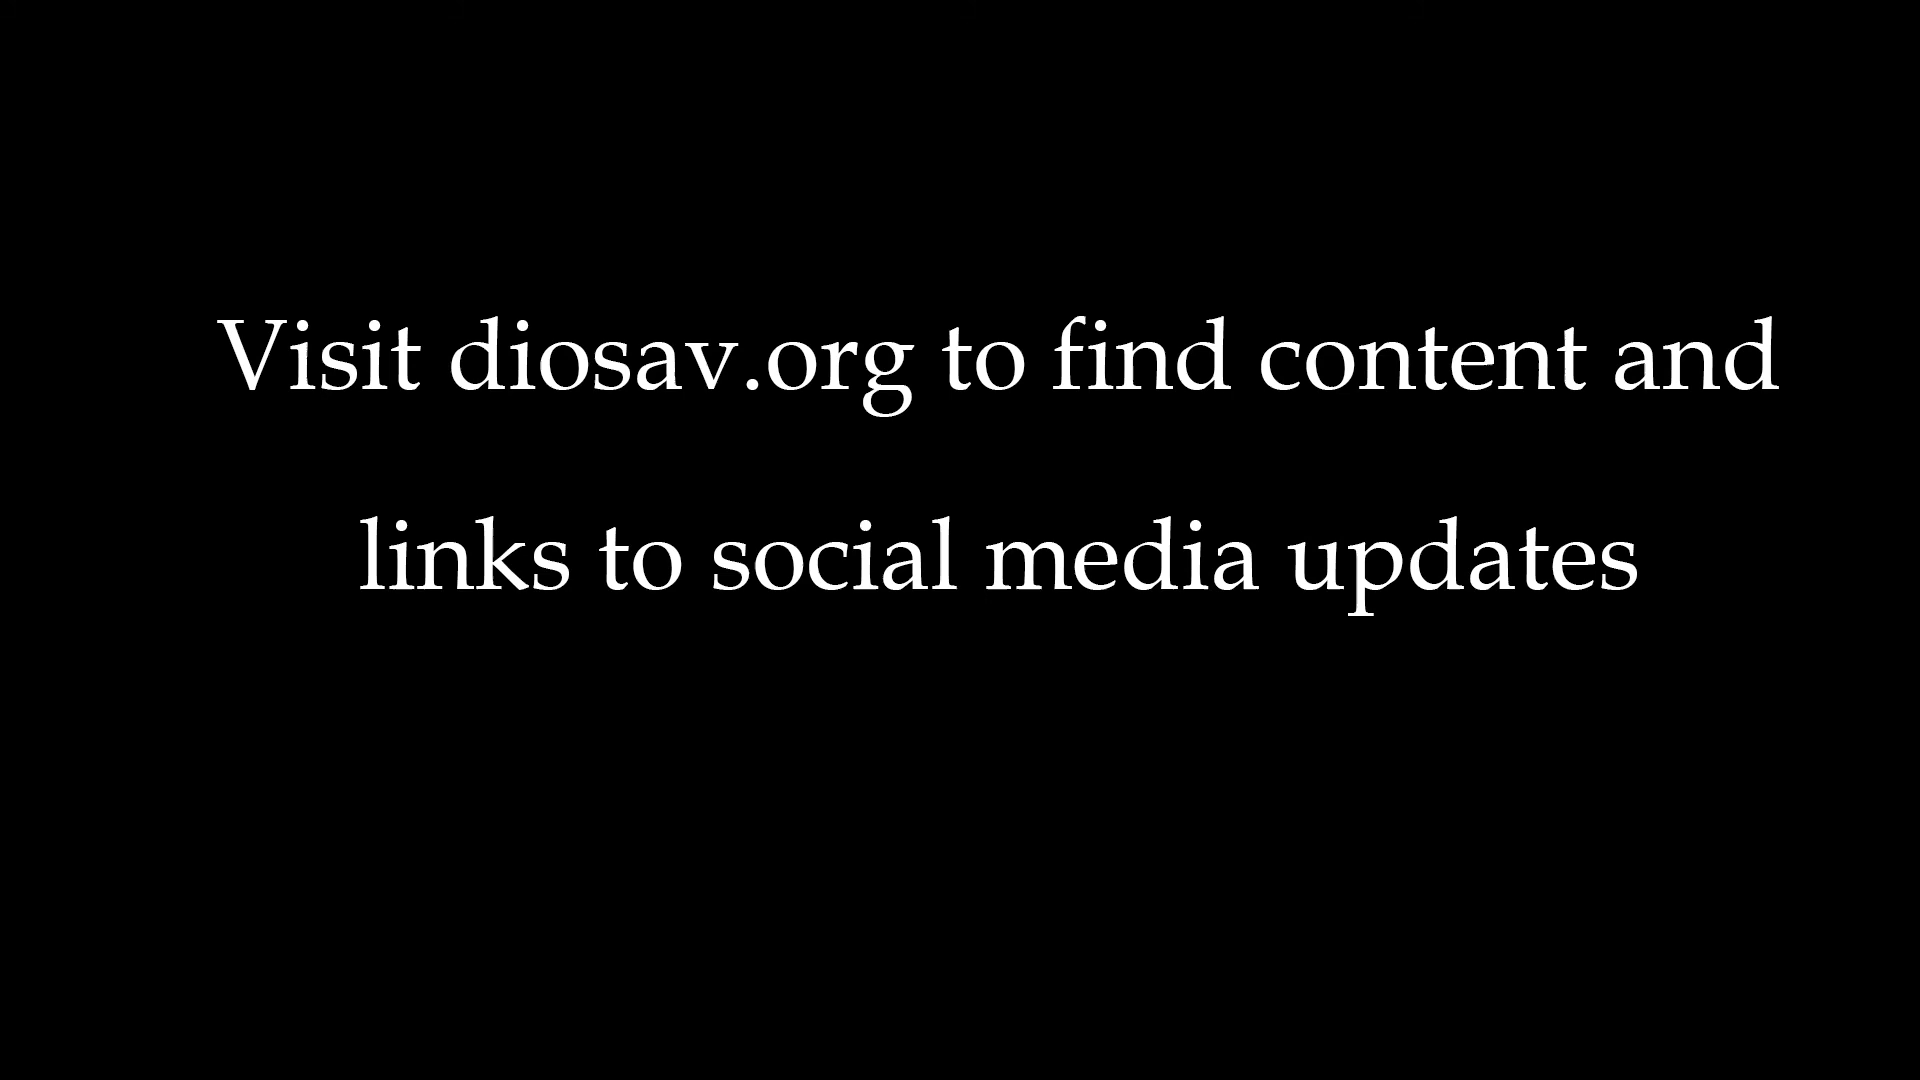 Visit diosav.org to find content and
links to social media updates